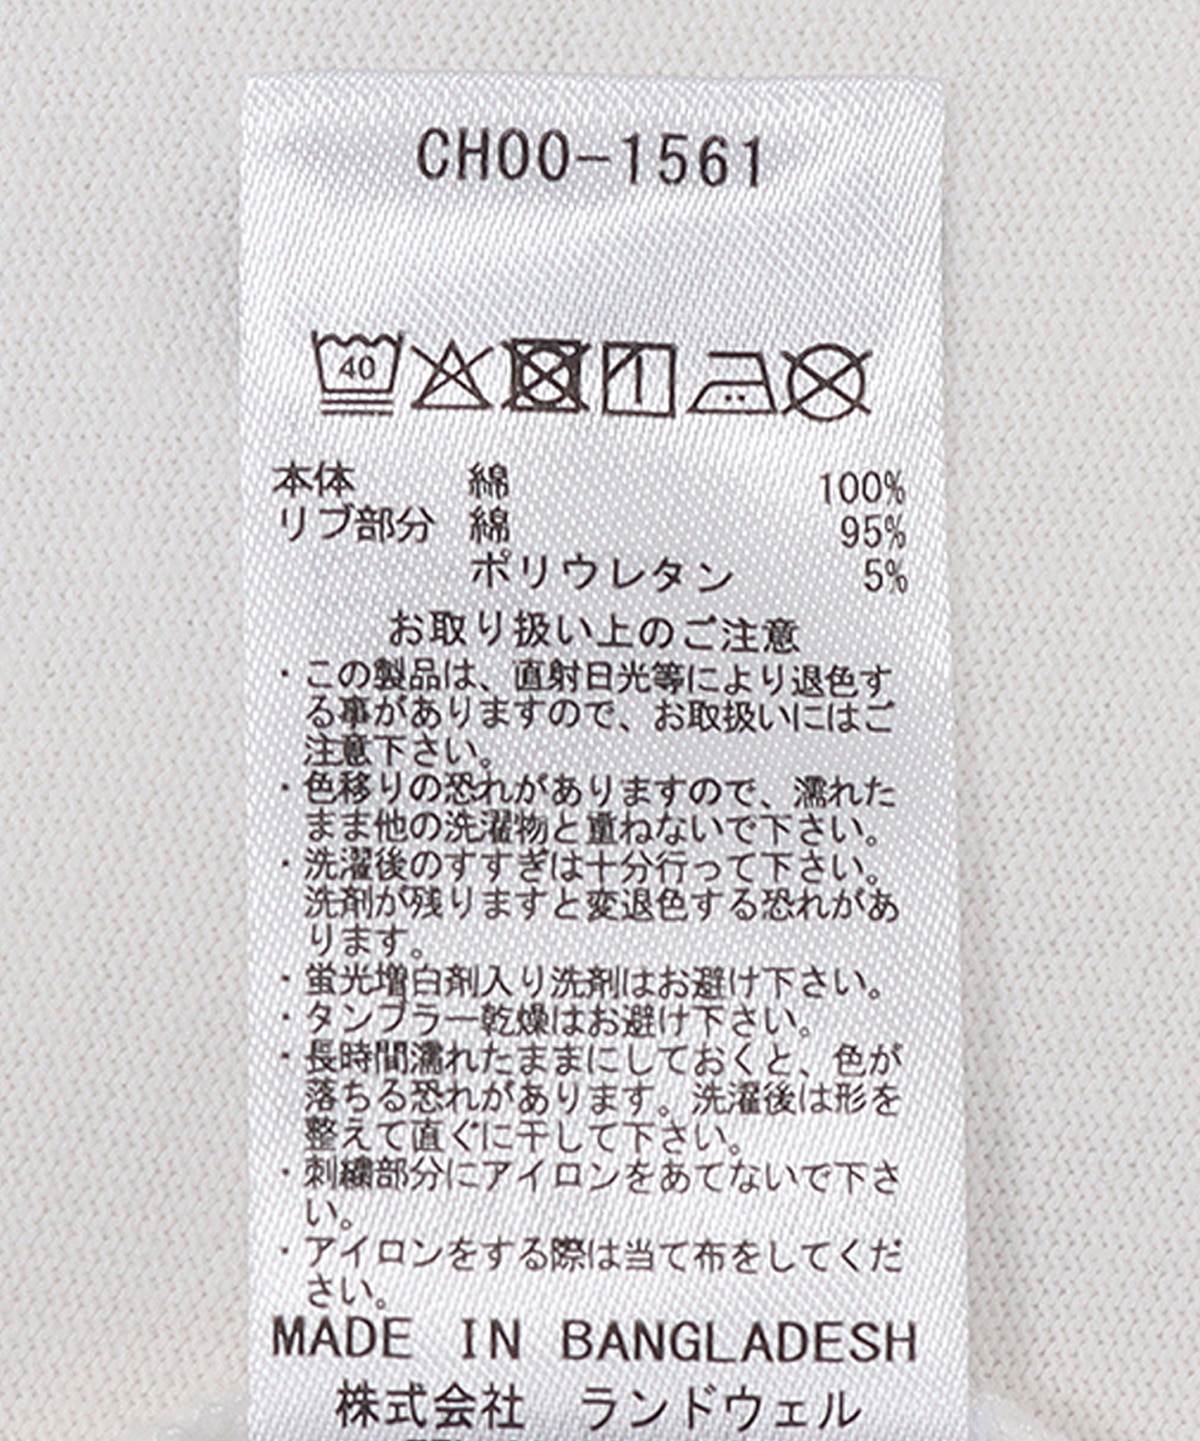 CH00-1561
40
本体 綿 100%
リブ部分 綿 95%
ポリウレタン 5%
お取り扱い上のご注意
・この製品は、直射日光等により退色す
る事がありますので、お取扱いにはご
注意下さい。
・色移りの恐れがありますので、濡れた
まま他の洗濯物と重ねないで下さい。
・洗濯後のすすぎは十分行って下さい。
洗剤が残りますと変退色する恐れがあ
ります。
・蛍光増白剤入り洗剤はお避け下さい。
・タンブラー乾燥はお避け下さい。
・長時間濡れたままにしておくと、色が
落ちる恐れがあります。洗濯後は形を
整えて直ぐに干して下さい。
・刺繍部分にアイロンをあてないで下さ
い。
・アイロンをする際は当て布をしてくだ
さい。
MADE IN BANGLADESH
株式会社 ランドウェル